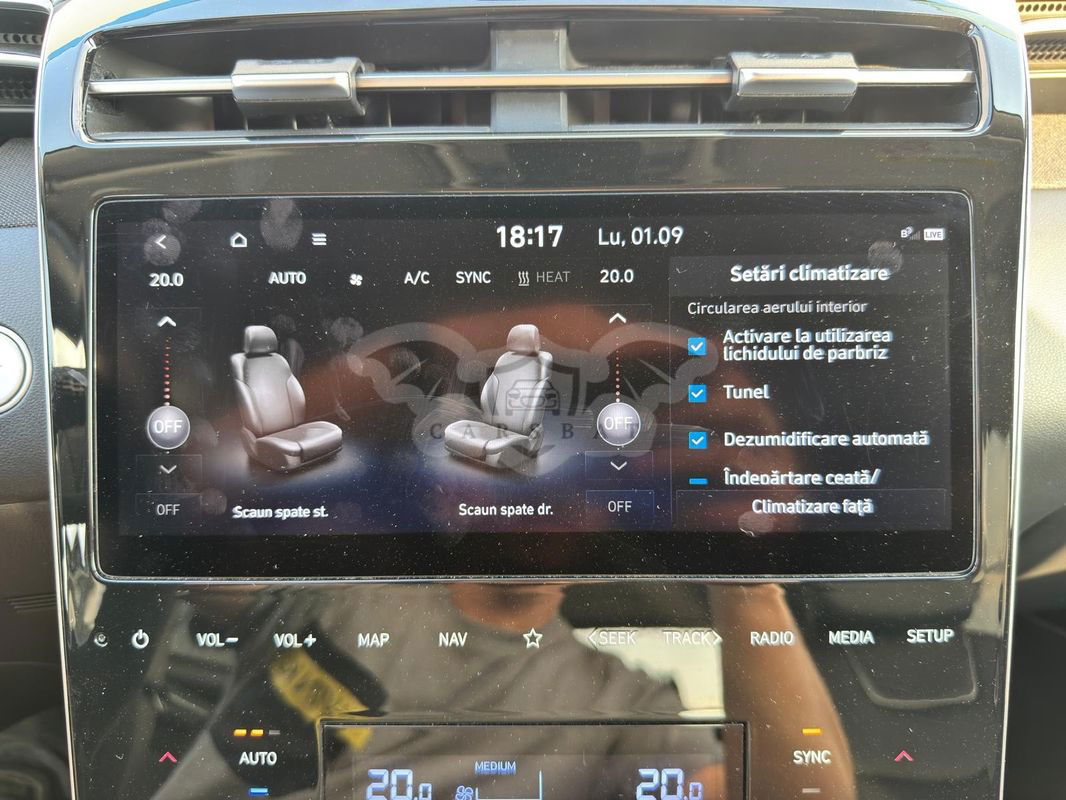 18:17 Lu, 01.09 B LIVE
20.0 AUTO A/C SYNC HEAT 20.0
Setări climatizare
Circularea aerului interior
Activare la utilizarea
lichidului de parbriz
Tunel
Dezumidificare automată
Îndepărtare ceată/
Climatizare față
OFF OFF
CARSBAT
OFF Scaun spate st. Scaun spate dr. OFF
VOL- VOL+ MAP NAV SEEK TRACK RADIO MEDIA SETUP
AUTO SYNC
MEDIUM
20.0 20.0